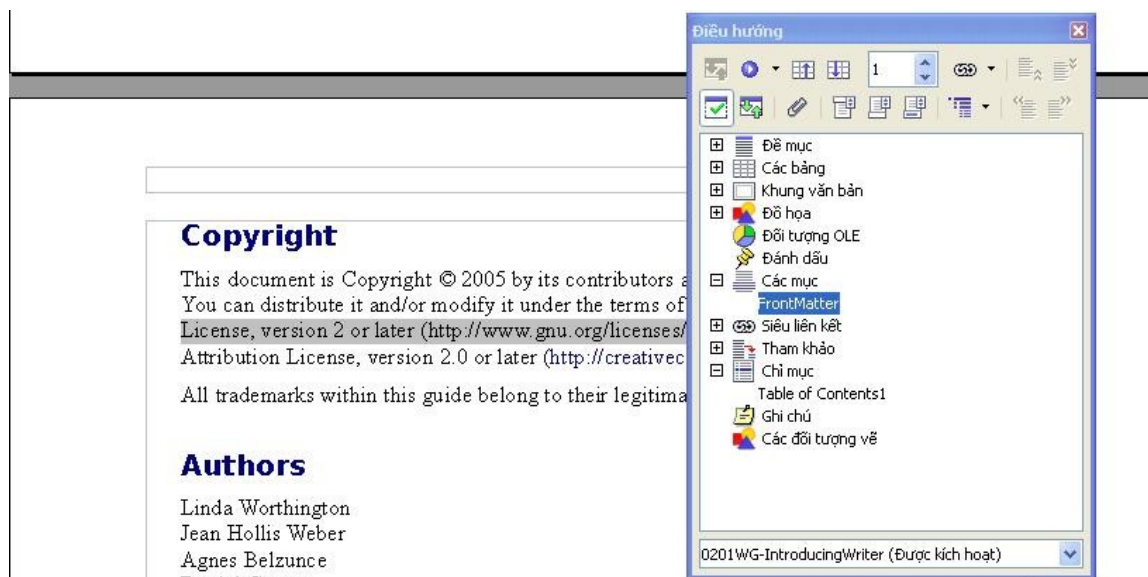 Điều hướng
1
Đề mục
Các bảng
Khung văn bản
Đồ họa
Đối tượng OLE
Đánh dấu
Các mục
FrontMatter
Siêu liên kết
Tham khảo
Chỉ mục
Table of Contents1
Ghi chú
Các đối tượng vẽ
0201WG-IntroducingWriter (Được kích hoạt)
Copyright
This document is Copyright © 2005 by its contributors a
You can distribute it and/or modify it under the terms of
License, version 2 or later (http://www.gnu.org/licenses/
Attribution License, version 2.0 or later (http://creativec
All trademarks within this guide belong to their legitima
Authors
Linda Worthington
Jean Hollis Weber
Agnes Belzunce